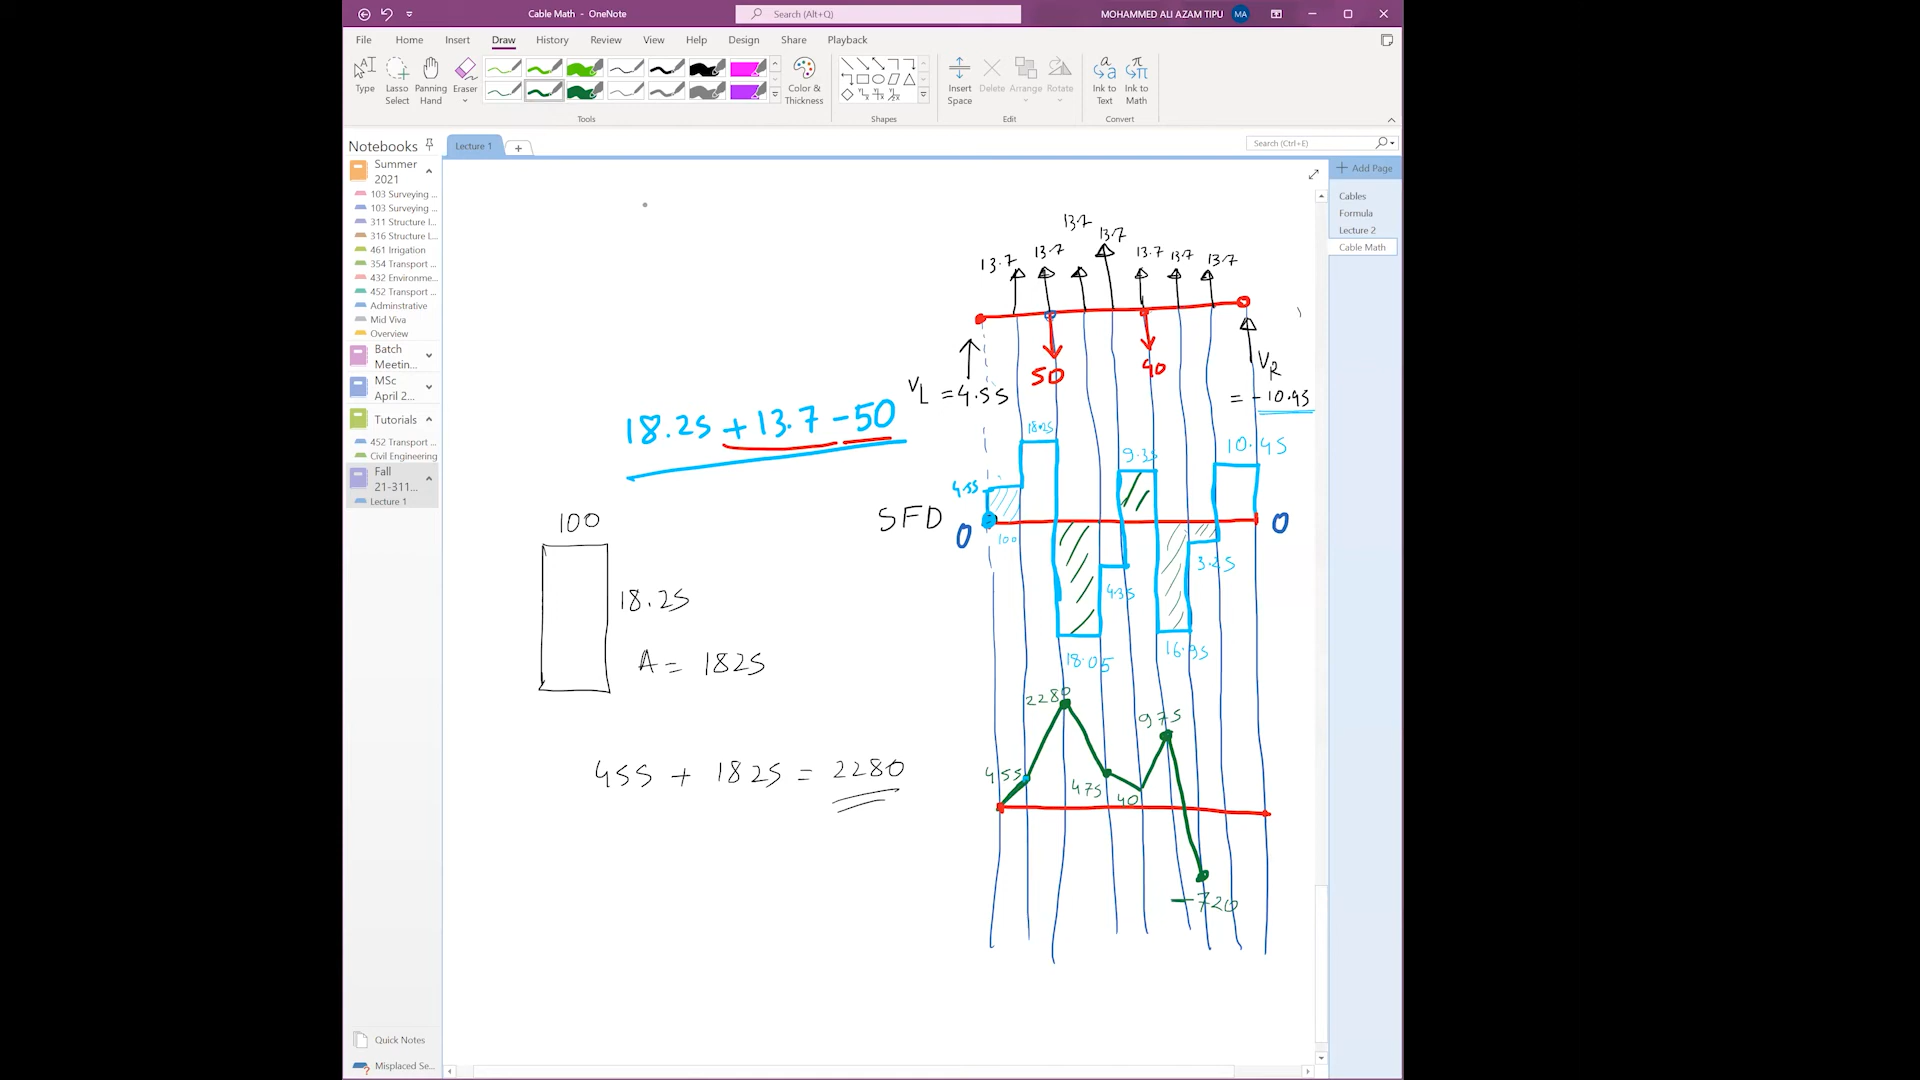 Cable Math - OneNote
Search (Alt+Q)
MOHAMMED ALI AZAM TIPU
MA
File Home Insert Draw History Review View Help Design Share Playback
Type
Lasso Select
Panning Hand
Eraser
Color & Thickness
Insert Space
Delete
Arrange
Rotate
Ink to Text
Ink to Math
Tools
Shapes
Edit
Convert
Notebooks
Lecture 1
Search (Ctrl+E)
Summer 2021
103 Surveying ...
103 Surveying ...
311 Structure I...
316 Structure L...
461 Irrigation
354 Transport ...
432 Environme...
452 Transport ...
Adminstrative
Mid Viva
Overview
Batch Meetin...
MSc April 2...
Tutorials
452 Transport ...
Civil Engineering
Fall 21-311...
Lecture 1
Quick Notes
Misplaced Se...
Add Page
Cables
Formula
Lecture 2
Cable Math
13.7
13.7 13.7
13.7 13.7 13.7 13.7
50 40
VL = 4.55
VR = -10.95
18.25 + 13.7 - 50
18.25
9.35
10.45
4.55
SFD
0
0
100
3.25
4.35
18.05
16.95
100
18.25
A = 1825
2280
975
455
475
40
-720
455 + 1825 = 2280